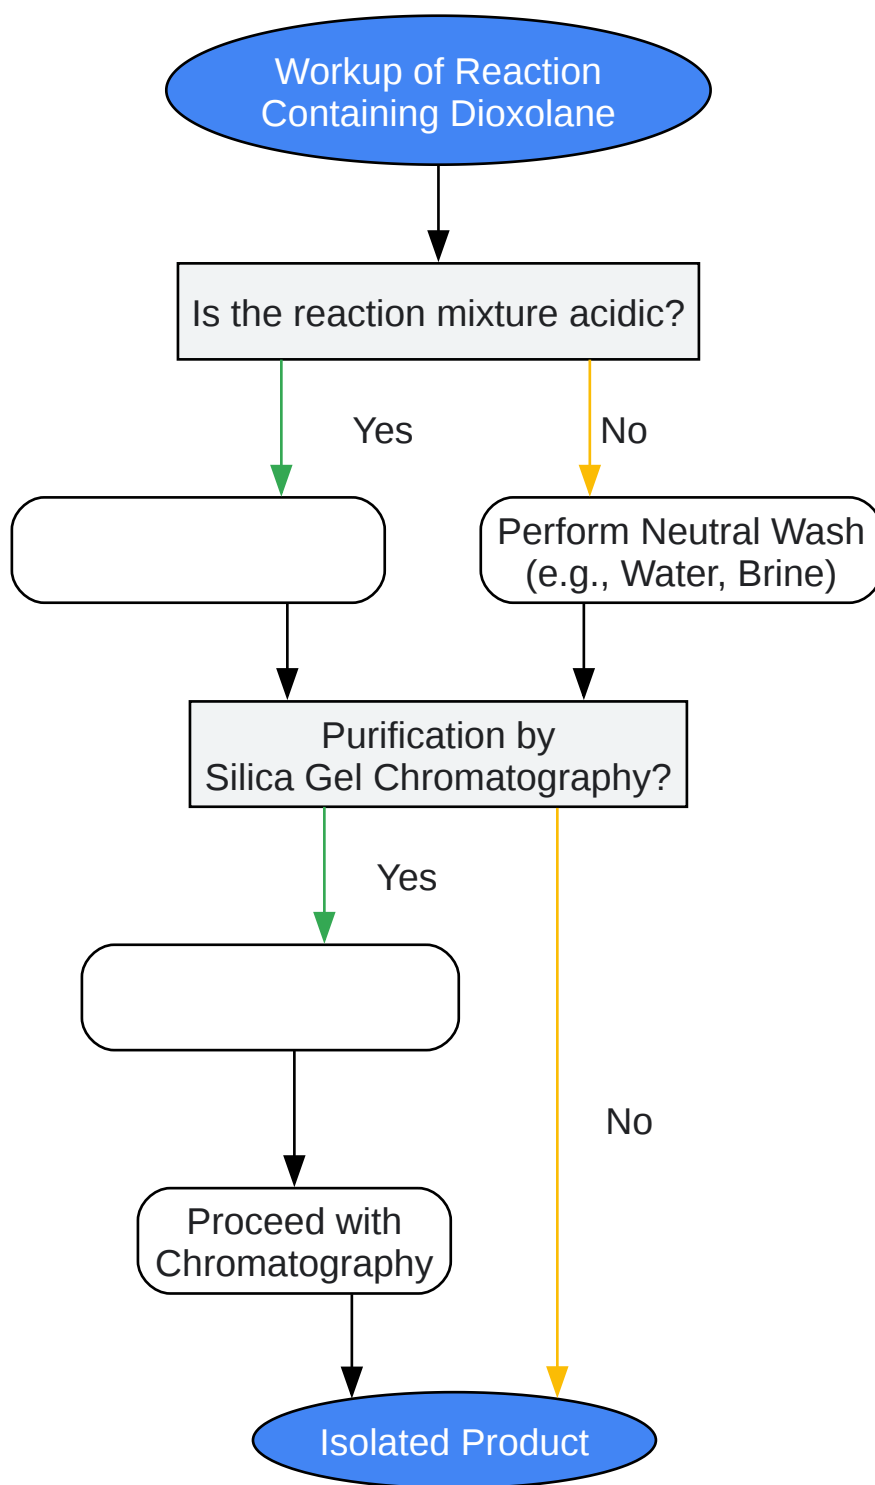 Workup of Reaction
Containing Dioxolane
Is the reaction mixture acidic?
Yes
No
Perform Neutral Wash
(e.g., Water, Brine)
Purification by
Silica Gel Chromatography?
Yes
No
Proceed with
Chromatography
Isolated Product